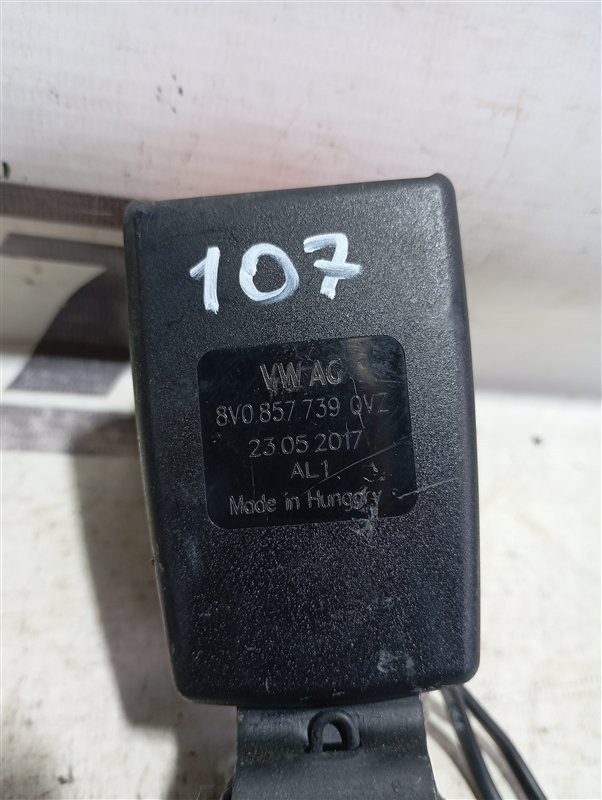 107
VW AG
8V0 857 739 QVZ
23 05 2017
AL1
Made in Hungary